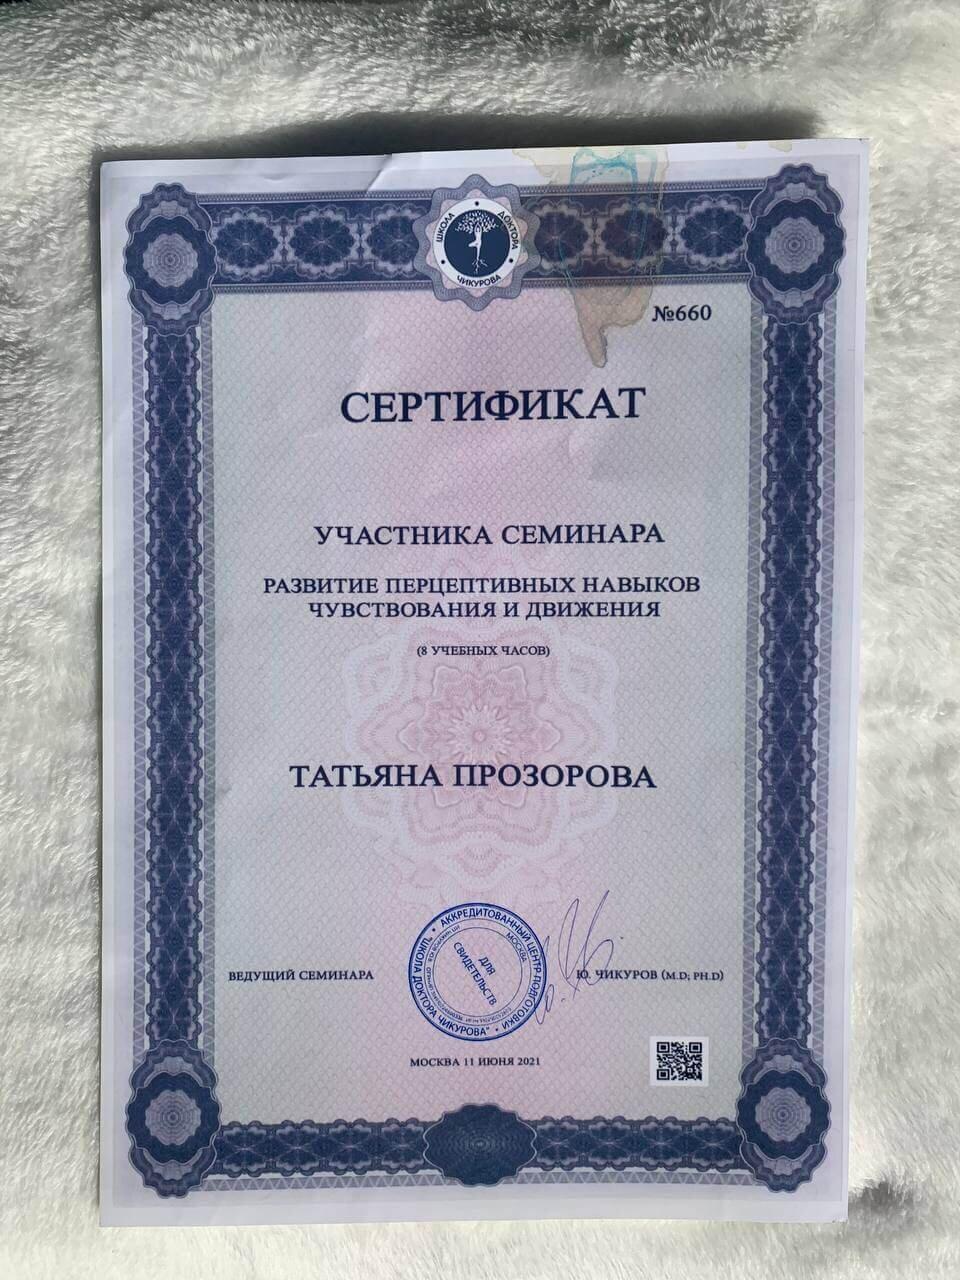 ШКОЛА ДОКТОРА ЧИКУРОВА
№660
СЕРТИФИКАТ
УЧАСТНИКА СЕМИНАРА
РАЗВИТИЕ ПЕРЦЕПТИВНЫХ НАВЫКОВ
ЧУВСТВОВАНИЯ И ДВИЖЕНИЯ
(8 УЧЕБНЫХ ЧАСОВ)
ТАТЬЯНА ПРОЗОРОВА
ВЕДУЩИЙ СЕМИНАРА
АККРЕДИТОВАННЫЙ ЦЕНТР ПОДГОТОВКИ
"ШКОЛА ДОКТОРА ЧИКУРОВА"
МОСКВА
ДЛЯ
СВИДЕТЕЛЬСТВ
Ю. ЧИКУРОВ (M.D; PH.D)
МОСКВА 11 ИЮНЯ 2021